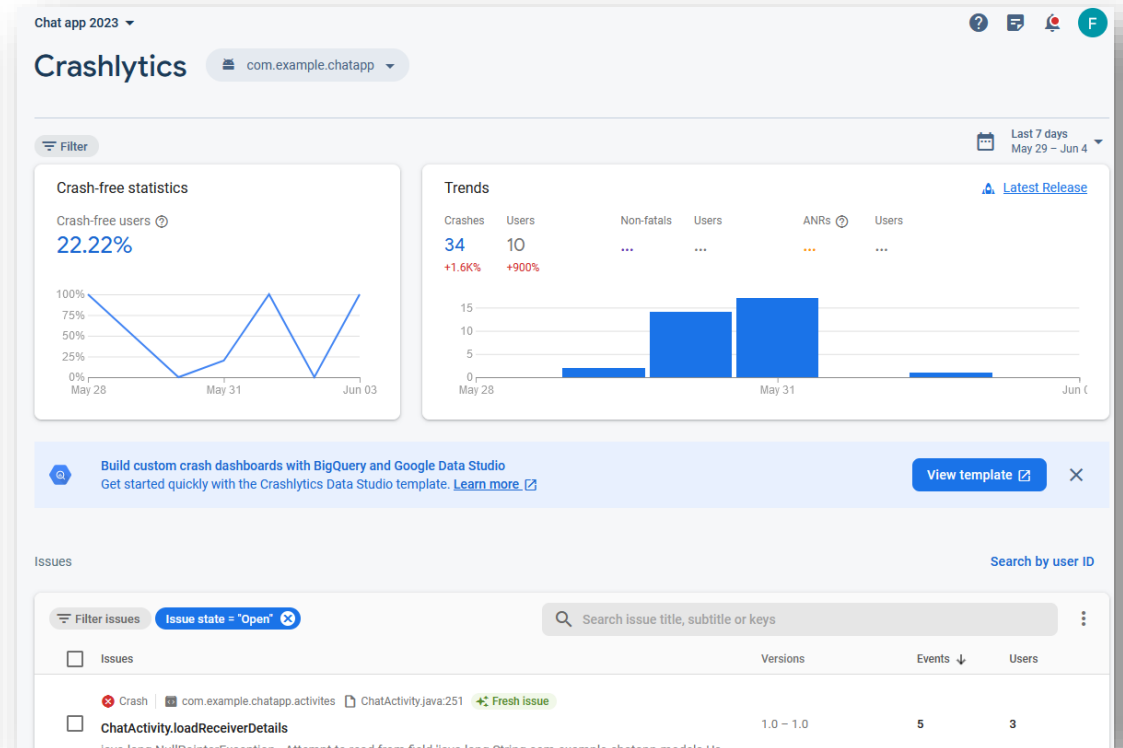 Chat app 2023
F
Crashlytics com.example.chatapp
Filter
Last 7 days
May 29 – Jun 4
Crash-free statistics
Crash-free users
22.22%
100%
75%
50%
25%
0%
May 28 May 31 Jun 03
Trends
Latest Release
Crashes Users Non-fatals Users ANRs Users
34 10 ... ... ... ...
+1.6K% +900%
15
10
5
0
May 28 May 31 Jun
Build custom crash dashboards with BigQuery and Google Data Studio
Get started quickly with the Crashlytics Data Studio template. Learn more
View template
Issues
Search by user ID
Filter issues Issue state = "Open"
Search issue title, subtitle or keys
Issues Versions Events Users
Crash com.example.chatapp.activites ChatActivity.java:251 Fresh issue
ChatActivity.loadReceiverDetails 1.0 – 1.0 5 3